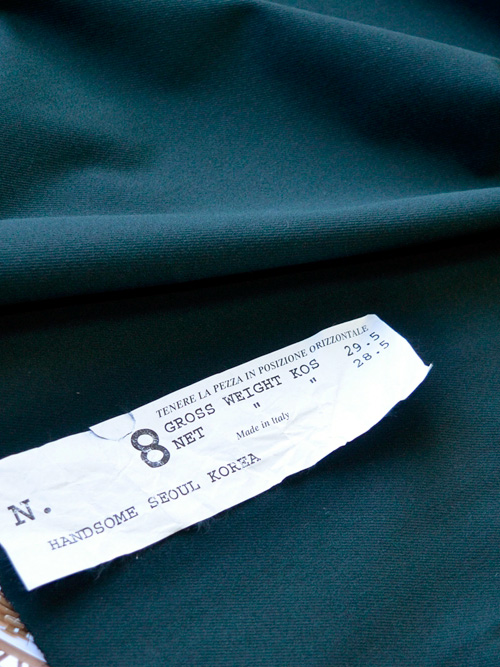 TENERE LA PEZZA IN POSIZIONE ORIZZONTALE
GROSS WEIGHT KOS 29.5
N. 8 NET " " 28.5
Made in Italy
HANDSOME SEOUL KOREA